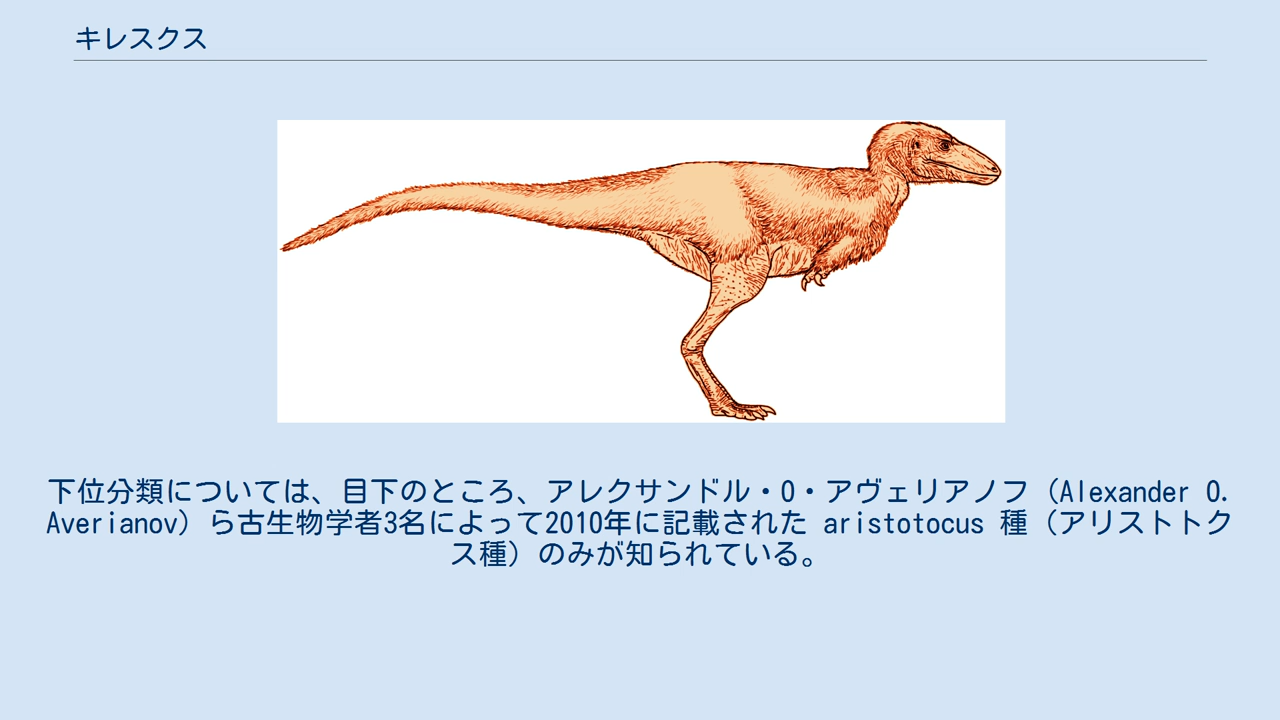 キレスクス
下位分類については、目下のところ、アレクサンドル・O・アヴェリアノフ（Alexander O.
Averianov）ら古生物学者3名によって2010年に記載された aristotocus 種（アリストトク
ス種）のみが知られている。